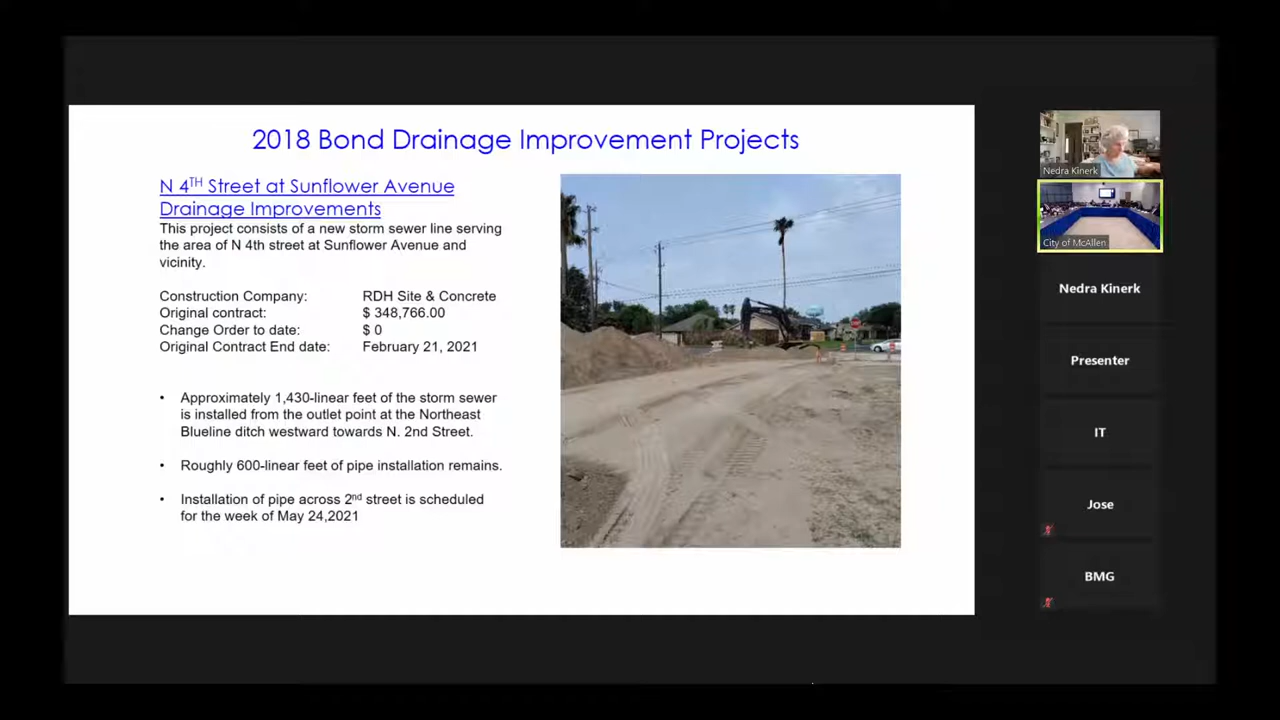 2018 Bond Drainage Improvement Projects
N 4TH Street at Sunflower Avenue
Drainage Improvements
This project consists of a new storm sewer line serving
the area of N 4th street at Sunflower Avenue and
vicinity.
Construction Company: RDH Site & Concrete
Original contract: $ 348,766.00
Change Order to date: $ 0
Original Contract End date: February 21, 2021
• Approximately 1,430-linear feet of the storm sewer
is installed from the outlet point at the Northeast
Blueline ditch westward towards N. 2nd Street.
• Roughly 600-linear feet of pipe installation remains.
• Installation of pipe across 2nd street is scheduled
for the week of May 24,2021
Nedra Kinerk
City of McAllen
Nedra Kinerk
Presenter
IT
Jose
BMG